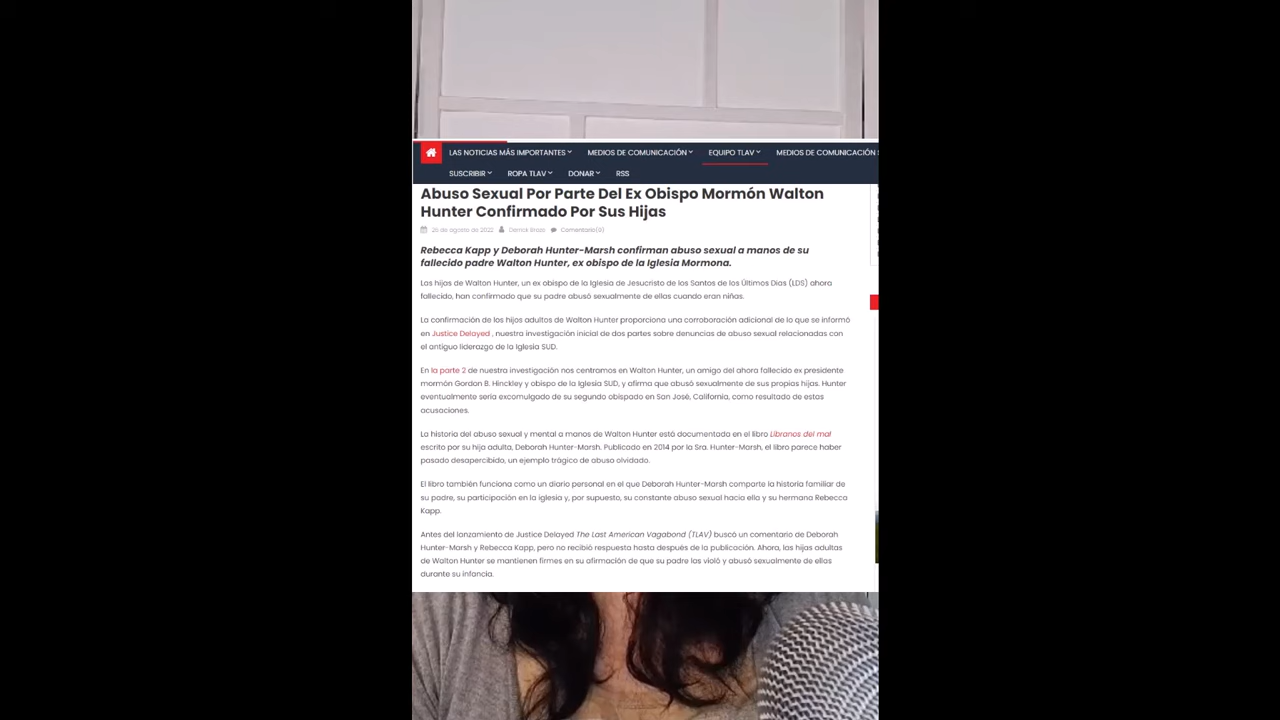 LAS NOTICIAS MÁS IMPORTANTES MEDIOS DE COMUNICACIÓN EQUIPO TLAV MEDIOS DE COMUNICACIÓN
SUSCRIBIR ROPA TLAV DONAR RSS
Abuso Sexual Por Parte Del Ex Obispo Mormón Walton
Hunter Confirmado Por Sus Hijas
26 de agosto de 2022 Derrick Broze Comentario(0)
Rebecca Kapp y Deborah Hunter-Marsh confirman abuso sexual a manos de su
fallecido padre Walton Hunter, ex obispo de la Iglesia Mormona.
Los hijas de Walton Hunter, un ex obispo de la Iglesia de Jesucristo de los Santos de los Últimos Días (LDS) ahora
fallecido, han confirmado que su padre abusó sexualmente de ellas cuando eran niñas.
La confirmación de los hijos adultos de Walton Hunter proporciona una corroboración adicional de lo que se informó
en Justice Delayed , nuestra investigación inicial de dos partes sobre denuncias de abuso sexual relacionadas con
el antiguo liderazgo de la Iglesia SUD.
En la parte 2 de nuestra investigación nos centramos en Walton Hunter, un amigo del ahora fallecido ex presidente
mormón Gordon B. Hinckley y obispo de la Iglesia SUD, y afirma que abusó sexualmente de sus propias hijas. Hunter
eventualmente sería excomulgado de su segundo obispado en San José, California, como resultado de estas
acusaciones.
La historia del abuso sexual y mental a manos de Walton Hunter está documentada en el libro Líbranos del mal
escrito por su hija adulta, Deborah Hunter-Marsh. Publicado en 2014 por la Sra. Hunter-Marsh, el libro parece haber
pasado desapercibido, un ejemplo trágico de abuso olvidado.
El libro también funciona como un diario personal en el que Deborah Hunter-Marsh comparte la historia familiar de
su padre, su participación en la iglesia y, por supuesto, su constante abuso sexual hacia ella y su hermana Rebecca
Kapp.
Antes del lanzamiento de Justice Delayed The Last American Vagabond (TLAV) buscó un comentario de Deborah
Hunter-Marsh y Rebecca Kapp, pero no recibió respuesta hasta después de la publicación. Ahora, las hijas adultas
de Walton Hunter se mantienen firmes en su afirmación de que su padre las violó y abusó sexualmente de ellas
durante su infancia.